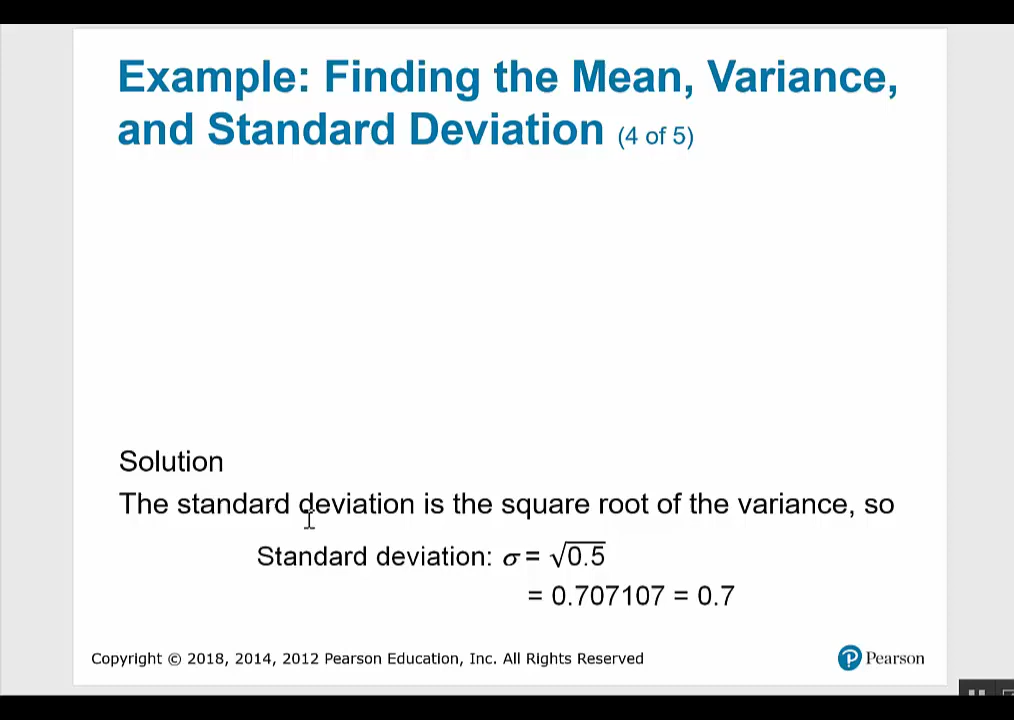 Example: Finding the Mean, Variance,
and Standard Deviation (4 of 5)
Solution
The standard deviation is the square root of the variance, so
Standard deviation: σ = √0.5
= 0.707107 = 0.7
Copyright © 2018, 2014, 2012 Pearson Education, Inc. All Rights Reserved
P Pearson